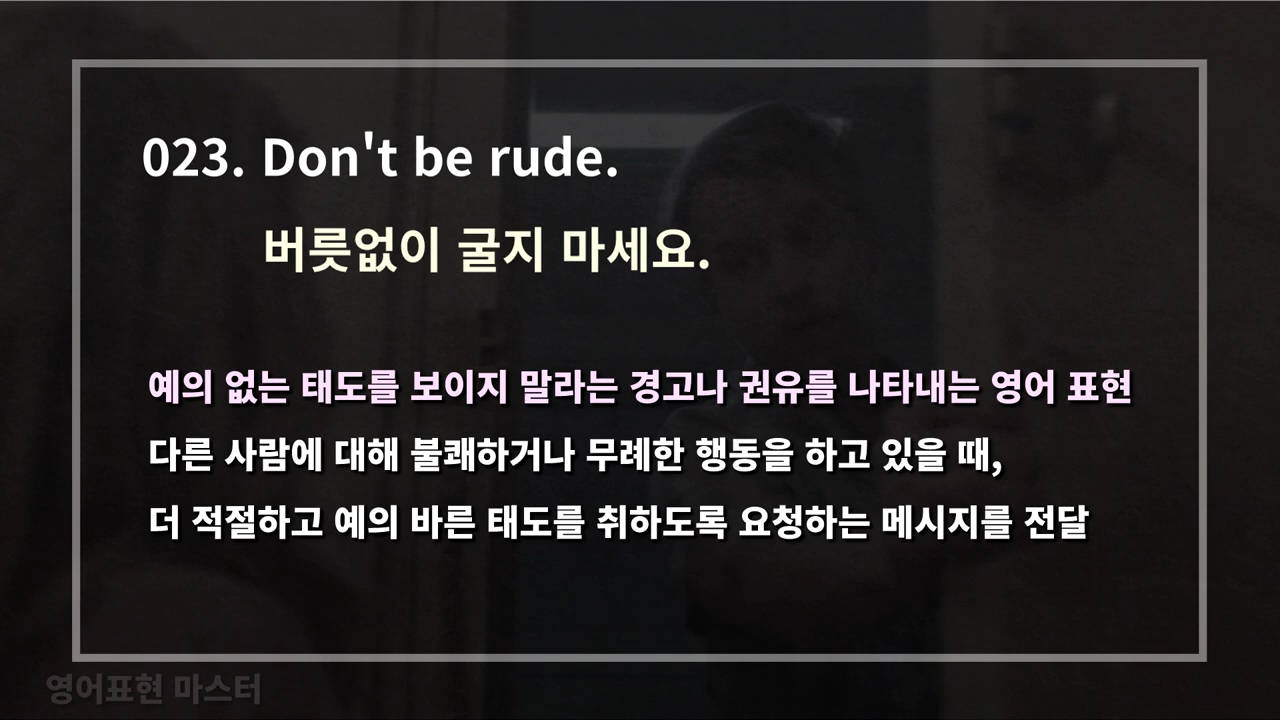 023. Don't be rude.
버릇없이 굴지 마세요.
예의 없는 태도를 보이지 말라는 경고나 권유를 나타내는 영어 표현
다른 사람에 대해 불쾌하거나 무례한 행동을 하고 있을 때,
더 적절하고 예의 바른 태도를 취하도록 요청하는 메시지를 전달
영어표현 마스터